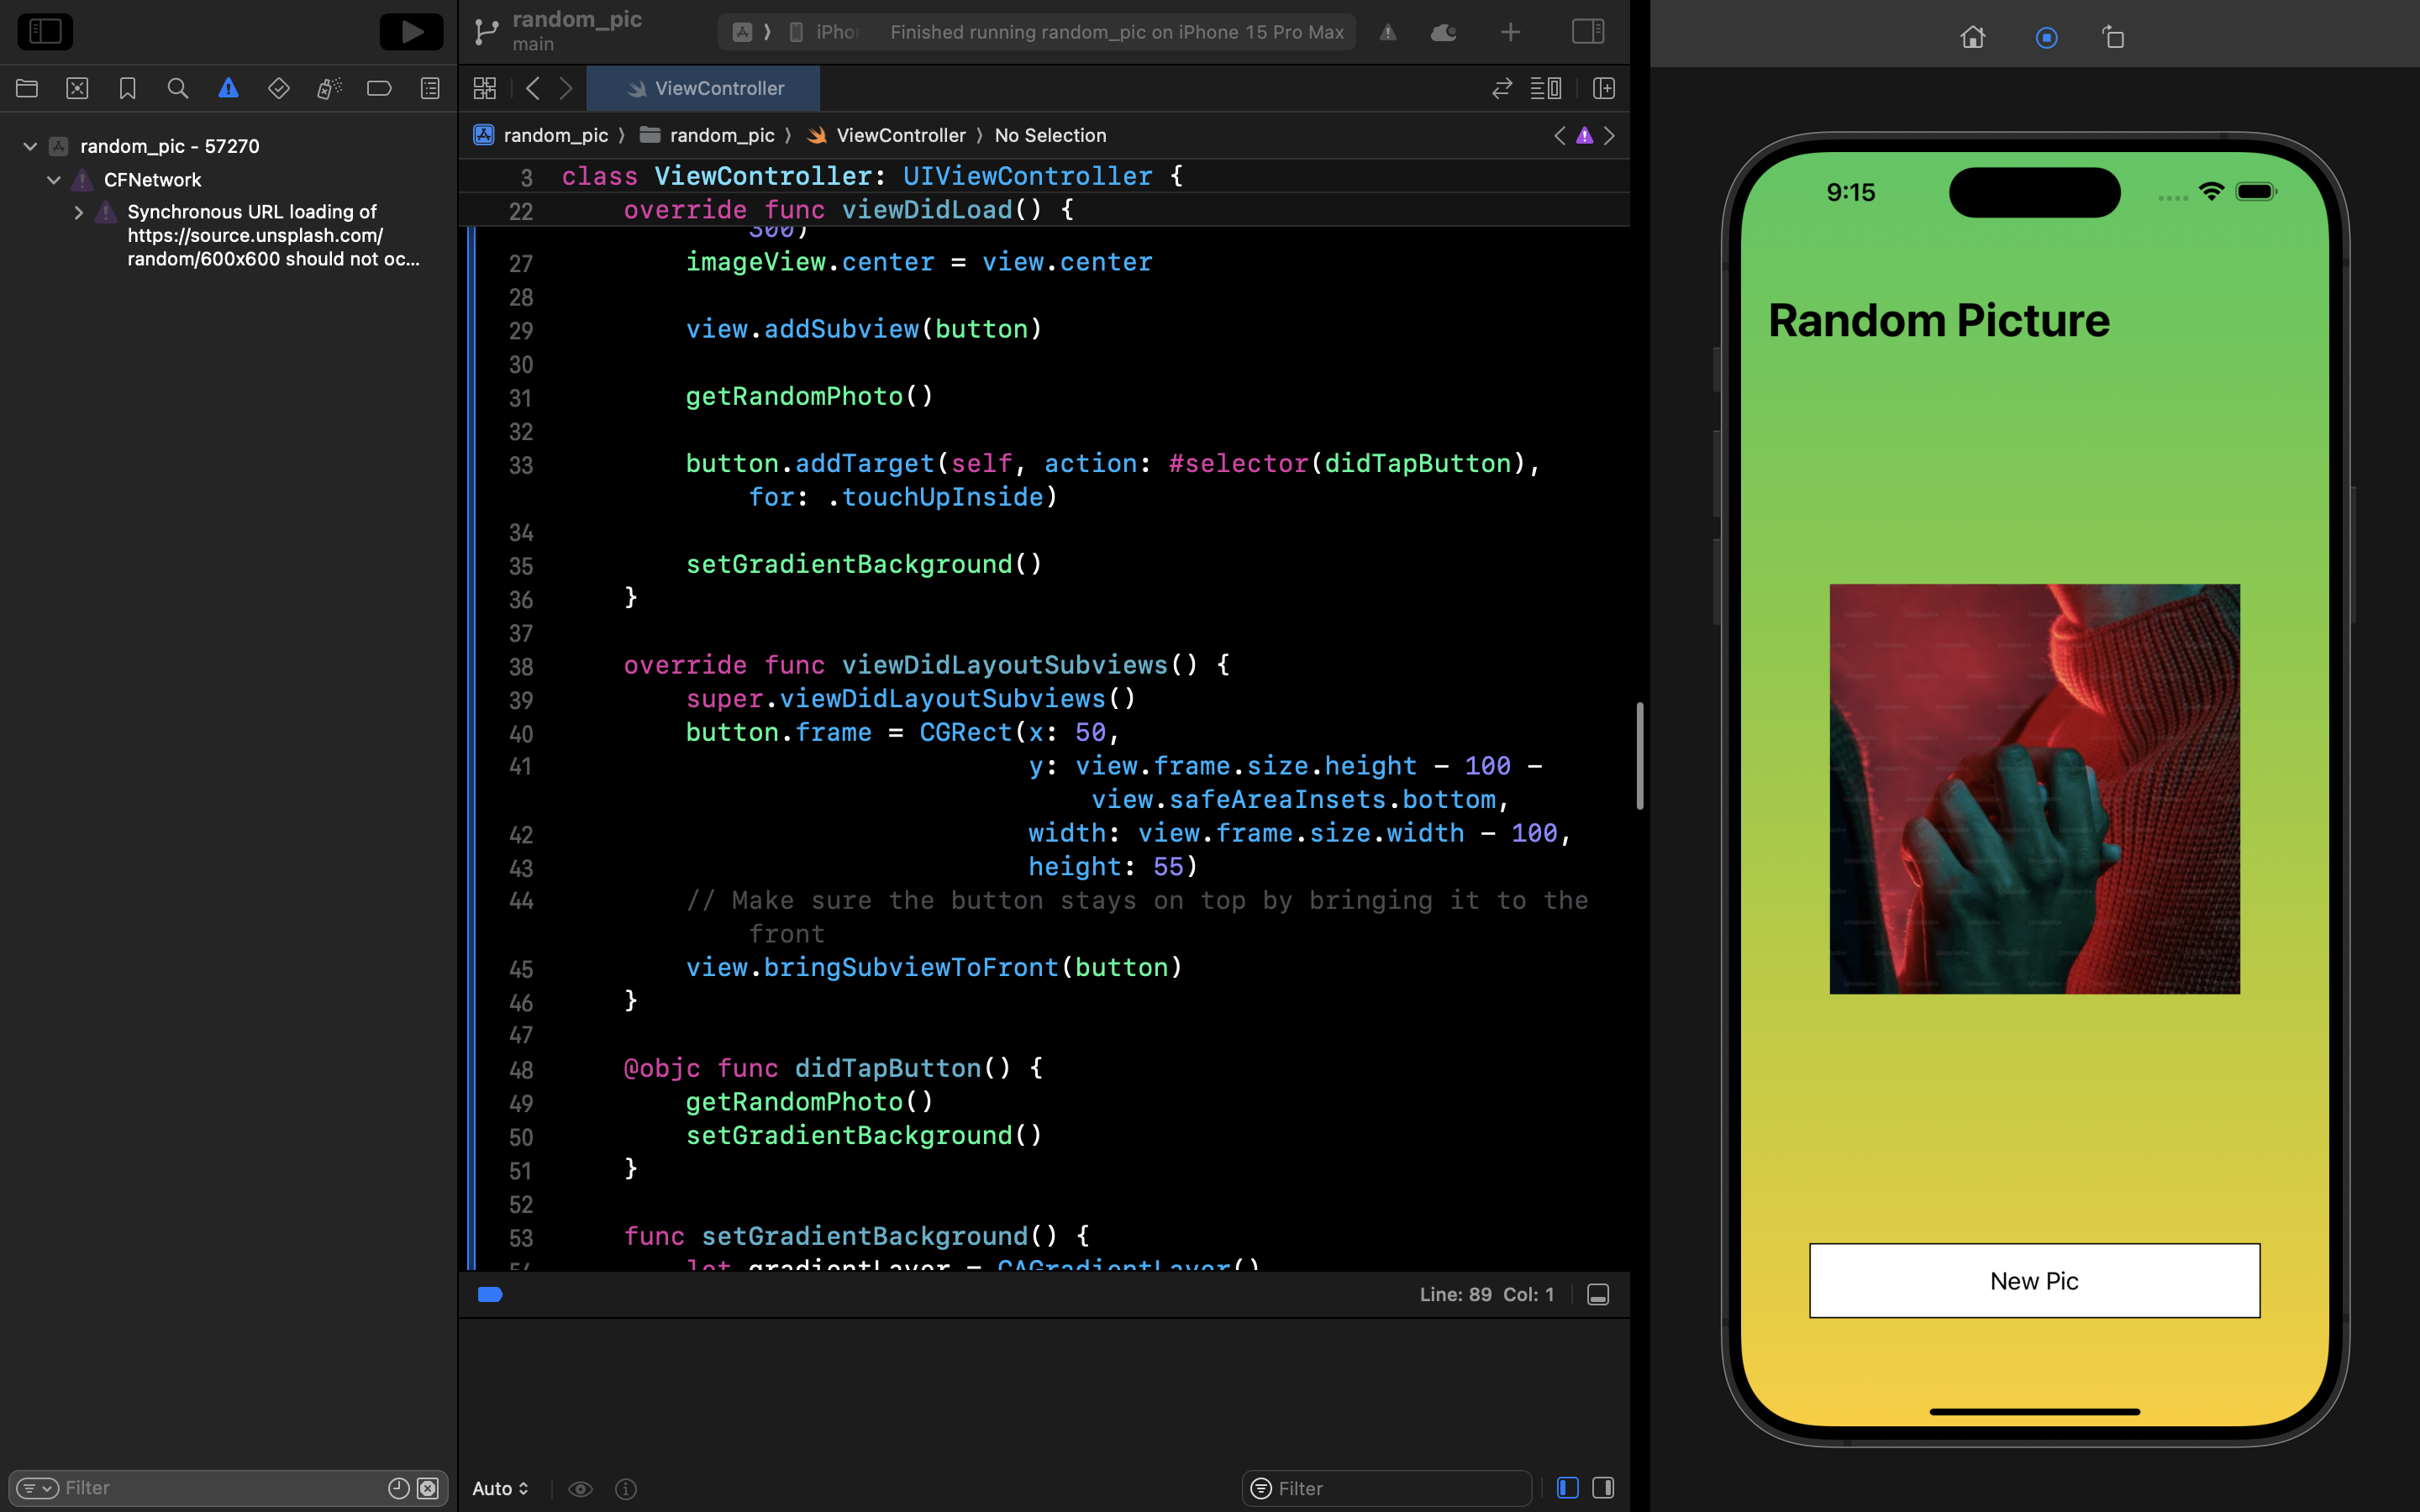 random_pic
main
iPhon
Finished running random_pic on iPhone 15 Pro Max
ViewController
random_pic
random_pic
ViewController
No Selection
random_pic - 57270
CFNetwork
Synchronous URL loading of
https://source.unsplash.com/
random/600x600 should not oc...
3 class ViewController: UIViewController {
22 override func viewDidLoad() {
300)
27 imageView.center = view.center
28
29 view.addSubview(button)
30
31 getRandomPhoto()
32
33 button.addTarget(self, action: #selector(didTapButton),
for: .touchUpInside)
34
35 setGradientBackground()
36 }
37
38 override func viewDidLayoutSubviews() {
39 super.viewDidLayoutSubviews()
40 button.frame = CGRect(x: 50,
41 y: view.frame.size.height - 100 -
view.safeAreaInsets.bottom,
42 width: view.frame.size.width - 100,
43 height: 55)
44 // Make sure the button stays on top by bringing it to the
front
45 view.bringSubviewToFront(button)
46 }
47
48 @objc func didTapButton() {
49 getRandomPhoto()
50 setGradientBackground()
51 }
52
53 func setGradientBackground() {
54 let gradientLayer = CAGradientLayer()
Line: 89 Col: 1
Filter
Auto
Filter
9:15
Random Picture
New Pic